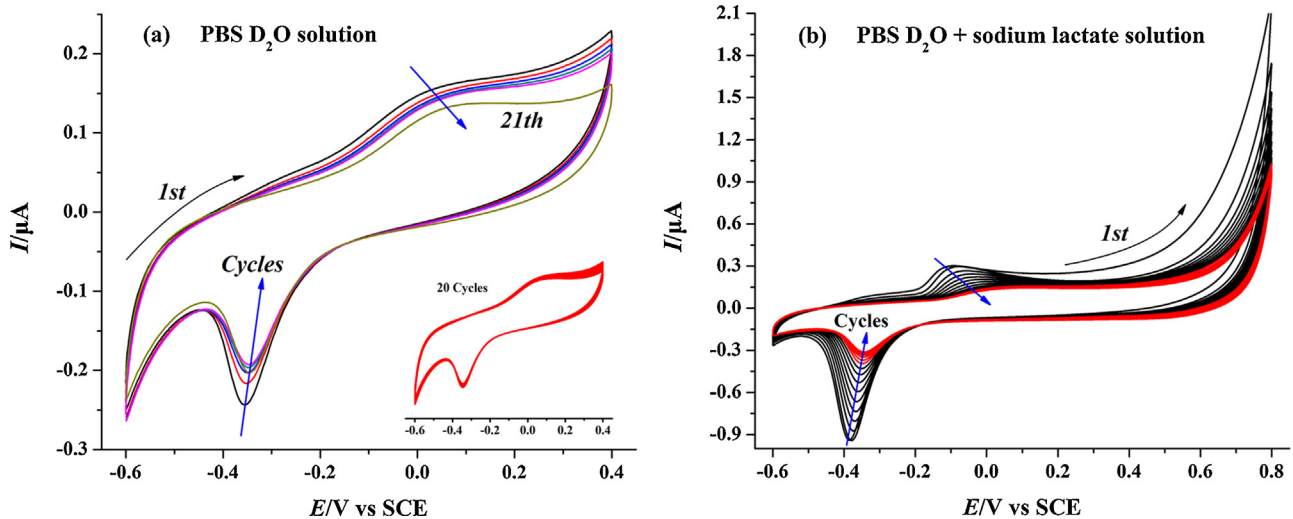 (a) PBS D₂O solution
0.2
0.1
0.0
-0.1
-0.2
-0.3
I/μA
1st
21th
Cycles
20 Cycles
-0.6 -0.4 -0.2 0.0 0.2 0.4
-0.6 -0.4 -0.2 0.0 0.2 0.4
E/V vs SCE
(b) PBS D₂O + sodium lactate solution
2.1
1.8
1.5
1.2
0.9
0.6
0.3
0.0
-0.3
-0.6
-0.9
I/μA
1st
Cycles
-0.6 -0.4 -0.2 0.0 0.2 0.4 0.6 0.8
E/V vs SCE